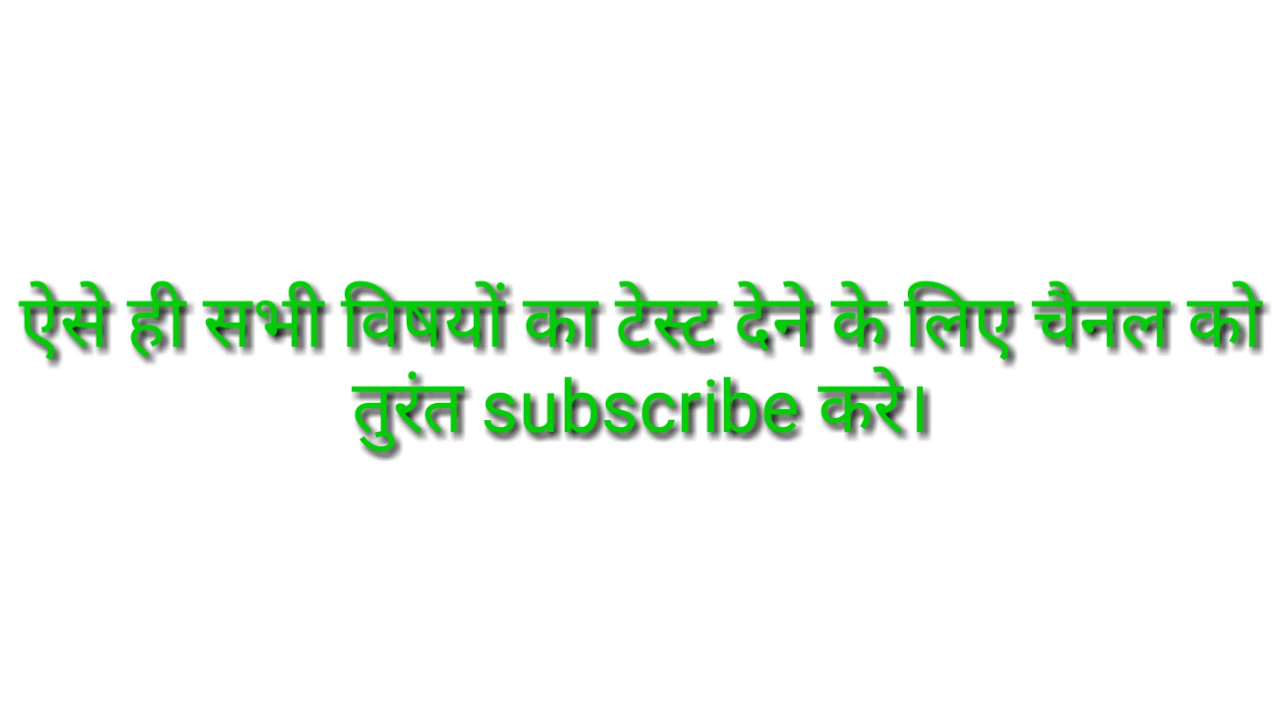 ऐसे ही सभी विषयों का टेस्ट देने के लिए चैनल को
तुरंत subscribe करे।